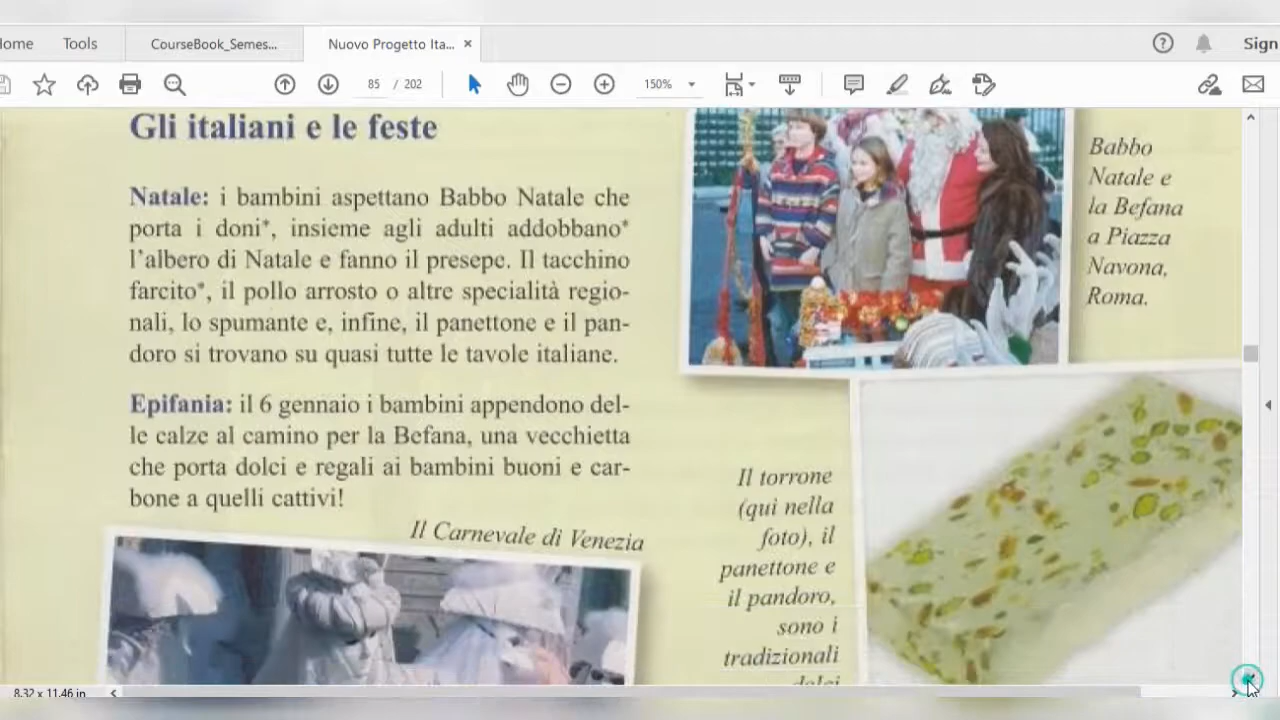 Home
Tools
CourseBook_Semes...
Nuovo Progetto Ita...
Sign
85 / 202
150%
Gli italiani e le feste
Natale: i bambini aspettano Babbo Natale che
porta i doni*, insieme agli adulti addobbano*
l'albero di Natale e fanno il presepe. Il tacchino
farcito*, il pollo arrosto o altre specialità regio-
nali, lo spumante e, infine, il panettone e il pan-
doro si trovano su quasi tutte le tavole italiane.
Epifania: il 6 gennaio i bambini appendono del-
le calze al camino per la Befana, una vecchietta
che porta dolci e regali ai bambini buoni e car-
bone a quelli cattivi!
Il Carnevale di Venezia
Babbo
Natale e
la Befana
a Piazza
Navona,
Roma.
Il torrone
(qui nella
foto), il
panettone e
il pandoro,
sono i
tradizionali
dolci
8.32 x 11.46 in